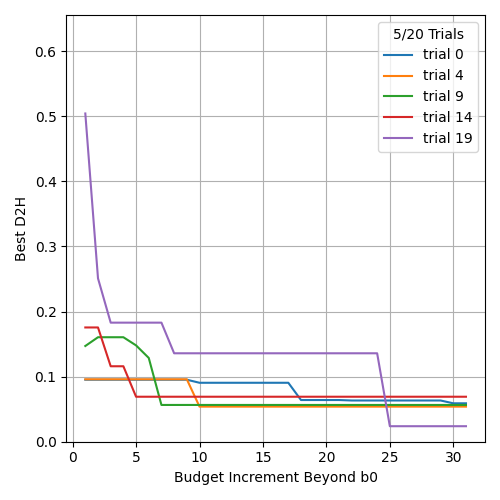 5/20 Trials
trial 0
trial 4
trial 9
trial 14
trial 19
0.6
0.5
0.4
0.3
0.2
0.1
0.0
Best D2H
0 5 10 15 20 25 30
Budget Increment Beyond b0